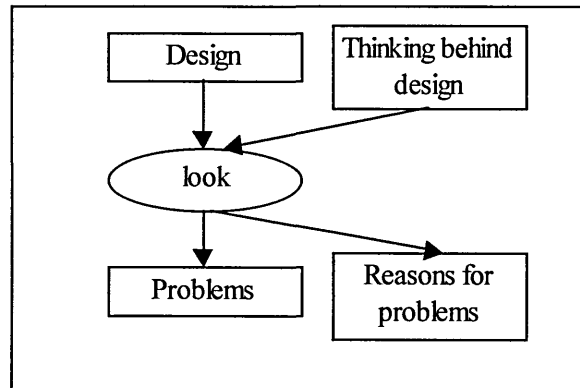 Design
Thinking behind
design
look
Problems
Reasons for
problems